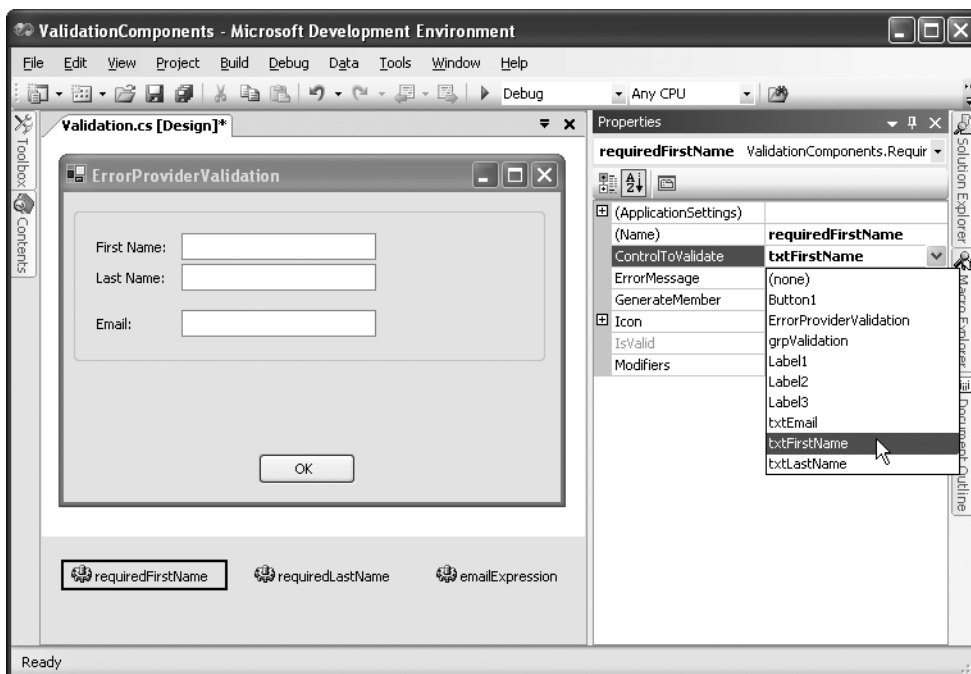 ValidationComponents - Microsoft Development Environment
File Edit View Project Build Debug Data Tools Window Help
Debug Any CPU
Toolbox
Contents
Validation.cs [Design]*
ErrorProviderValidation
First Name:
Last Name:
Email:
OK
requiredFirstName requiredLastName emailExpression
Properties
requiredFirstName ValidationComponents.Requir
(ApplicationSettings)
(Name) requiredFirstName
ControlToValidate txtFirstName
ErrorMessage
GenerateMember
Icon
IsValid
Modifiers
(none)
Button1
ErrorProviderValidation
grpValidation
Label1
Label2
Label3
txtEmail
txtFirstName
txtLastName
Solution Explorer
Macro Explorer
Document Outline
Ready